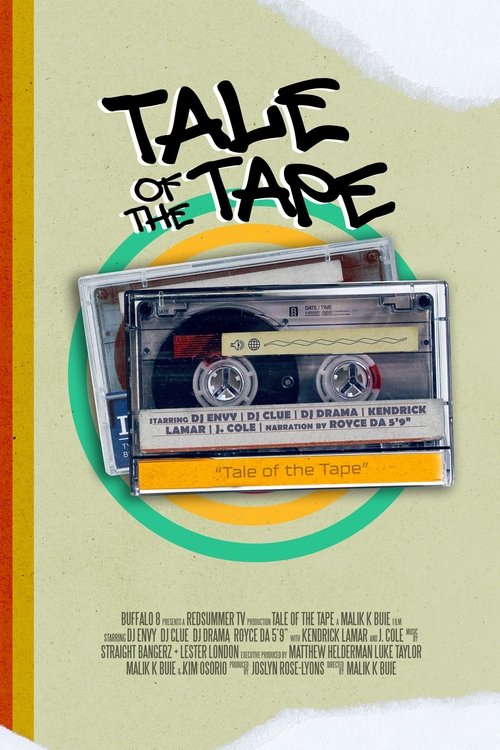 TALE
OF
THE TAPE
DATE / TIME
STARRING DJ ENVY | DJ CLUE | DJ DRAMA | KENDRICK
LAMAR | J. COLE | NARRATION BY ROYCE DA 5'9"
"Tale of the Tape"
BUFFALO 8 PRESENTS A REDSUMMER TV PRODUCTION TALE OF THE TAPE A MALIK K BUIE FILM
STARRING DJ ENVY DJ CLUE DJ DRAMA ROYCE DA 5'9" WITH KENDRICK LAMAR AND J. COLE MUSIC BY
STRAIGHT BANGERZ + LESTER LONDON EXECUTIVE PRODUCED BY MATTHEW HELDERMAN LUKE TAYLOR
MALIK K BUIE & KIM OSORIO PRODUCED BY JOSLYN ROSE-LYONS DIRECTED BY MALIK K BUIE